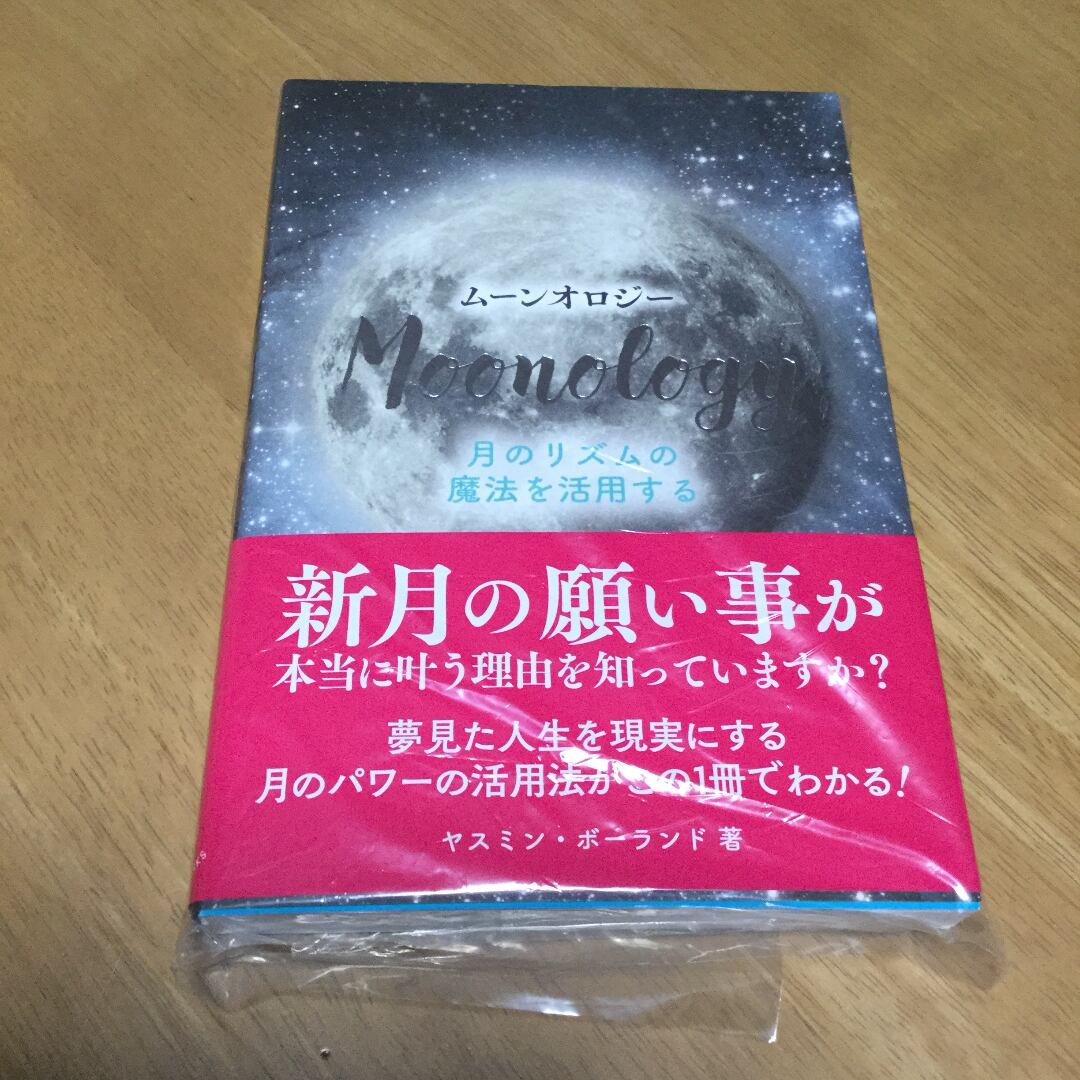 ムーンオロジー
Moonology
月のリズムの
魔法を活用する
新月の願い事が
本当に叶う理由を知っていますか？
夢見た人生を現実にする
月のパワーの活用法がこの1冊でわかる！
ヤスミン・ボーランド 著